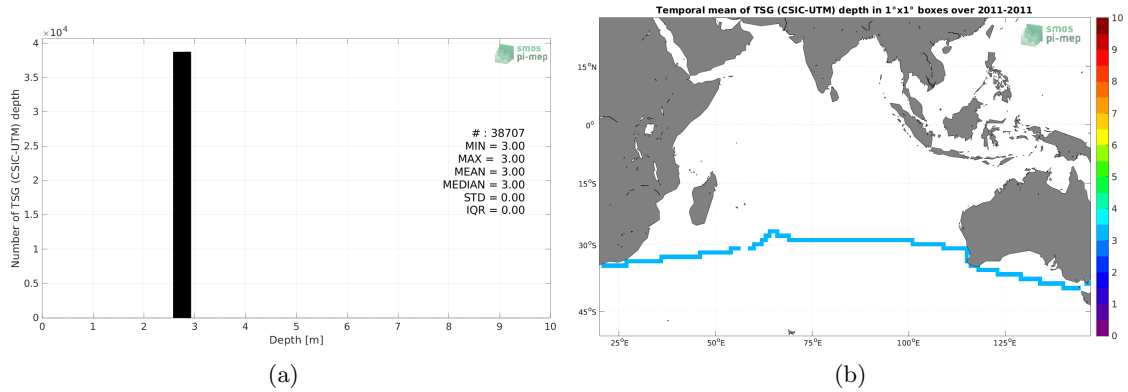 ×10⁴
4
3.5
3
2.5
2
1.5
1
0.5
0
Number of TSG (CSIC-UTM) depth
smos
pi-mep
# : 38707
MIN = 3.00
MAX = 3.00
MEAN = 3.00
MEDIAN = 3.00
STD = 0.00
IQR = 0.00
0 1 2 3 4 5 6 7 8 9 10
Depth [m]
(a)
Temporal mean of TSG (CSIC-UTM) depth in 1°x1° boxes over 2011-2011
smos
pi-mep
15°N
0°
15°S
30°S
45°S
25°E 50°E 75°E 100°E 125°E
10
9
8
7
6
5
4
3
2
1
0
(b)